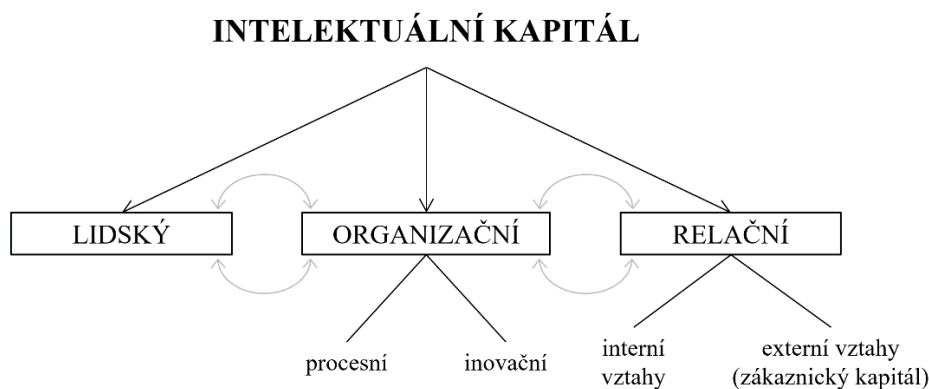 INTELEKTUÁLNÍ KAPITÁL
LIDSKÝ
ORGANIZAČNÍ
RELAČNÍ
procesní
inovační
interní
vztahy
externí vztahy
(zákaznický kapitál)